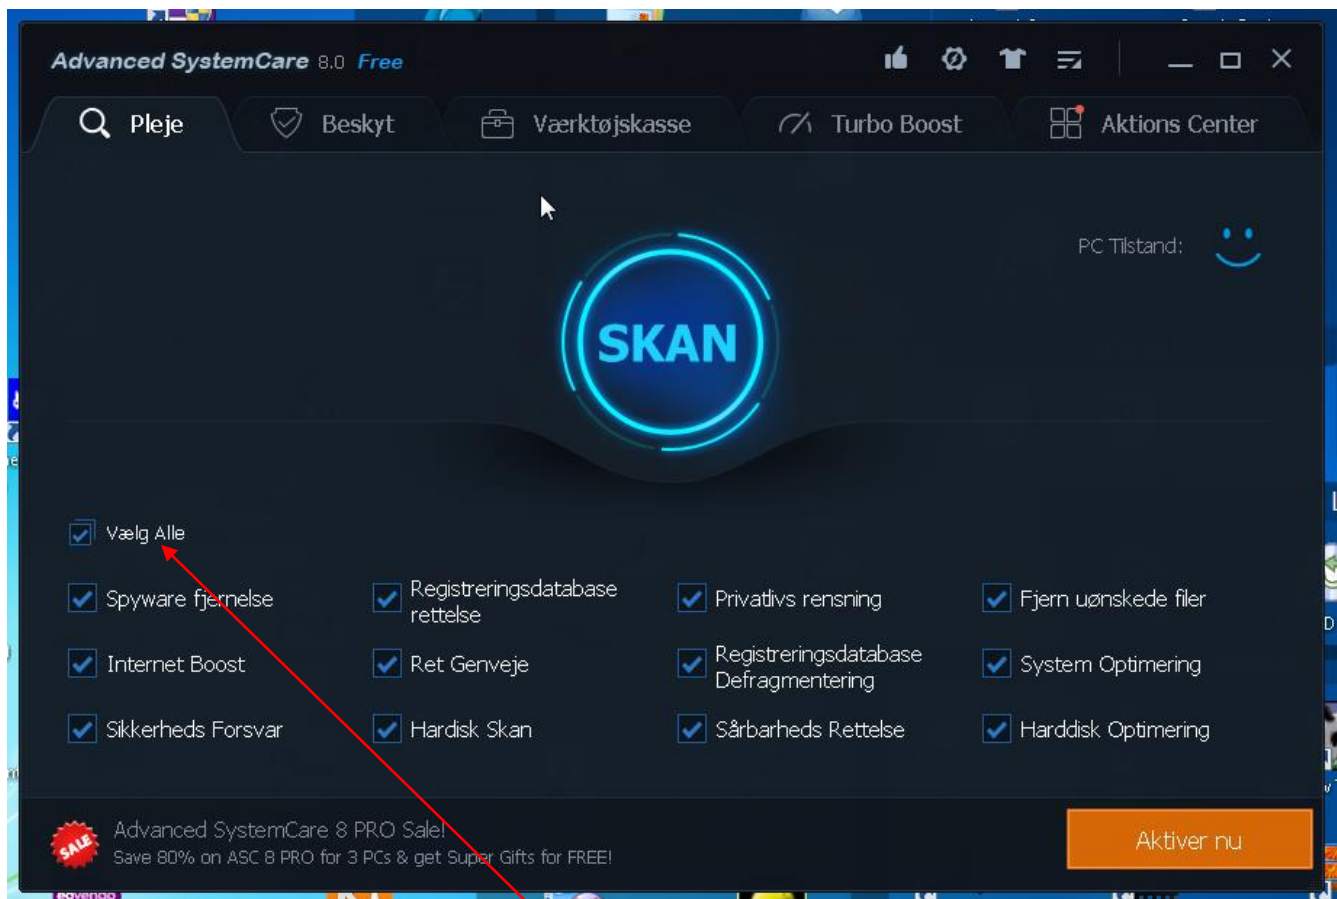 Advanced SystemCare 8.0 Free
Pleje
Beskyt
Værktøjskasse
Turbo Boost
Aktions Center
PC Tilstand:
SKAN
Vælg Alle
Spyware fjernelse
Registreringsdatabase
rettelse
Privatlivs rensning
Fjern uønskede filer
Internet Boost
Ret Genveje
Registreringsdatabase
Defragmentering
System Optimering
Sikkerheds Forsvar
Hardisk Skan
Sårbarheds Rettelse
Harddisk Optimering
SALE
Advanced SystemCare 8 PRO Sale!
Save 80% on ASC 8 PRO for 3 PCs & get Super Gifts for FREE!
Aktiver nu